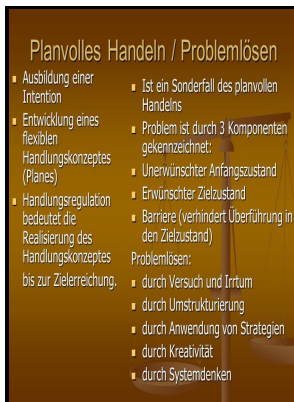 Planvolles Handeln / Problemlösen
Ausbildung einer
Intention
Entwicklung eines
flexiblen
Handlungskonzeptes
(Planes)
Handlungsregulation
bedeutet die
Realisierung des
Handlungskonzeptes
bis zur Zielerreichung.
Ist ein Sonderfall des planvollen
Handelns
Problem ist durch 3 Komponenten
gekennzeichnet:
Unerwünschter Anfangszustand
Erwünschter Zielzustand
Barriere (verhindert Überführung in
den Zielzustand)
Problemlösen:
durch Versuch und Irrtum
durch Umstrukturierung
durch Anwendung von Strategien
durch Kreativität
durch Systemdenken